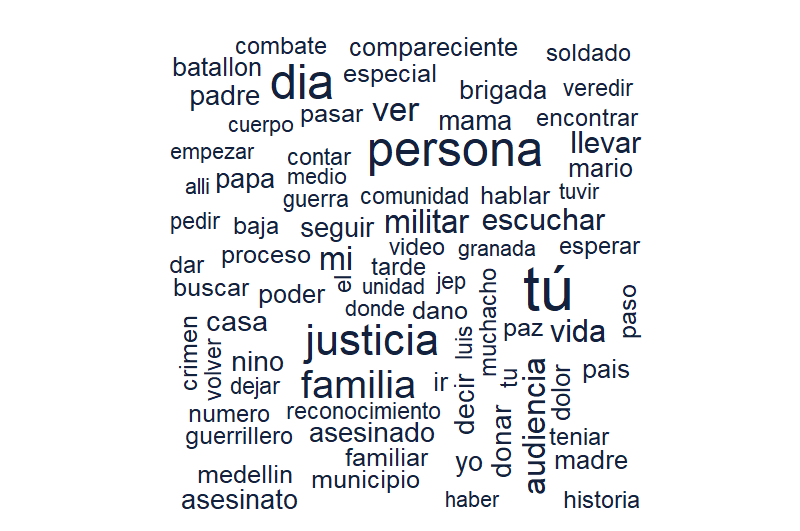 combate compareciente soldado
batallon dia especial
padre brigada veredir
cuerpo pasar ver mama encontrar
empezar contar persona llevar
alli papa medio mario
guerra comunidad hablar tuvir
pedir baja seguir militar escuchar
dar proceso mi video granada esperar
buscar poder el tarde unidad jep tú
casa donde dano muchacho paso
crimen volver nino justicia luis paz vida
dejar familia ir decir tu dolor pais
numero reconocimiento donar audiencia
guerrillero asesinado teniar
familiar yo madre
medellin municipio
asesinato haber historia